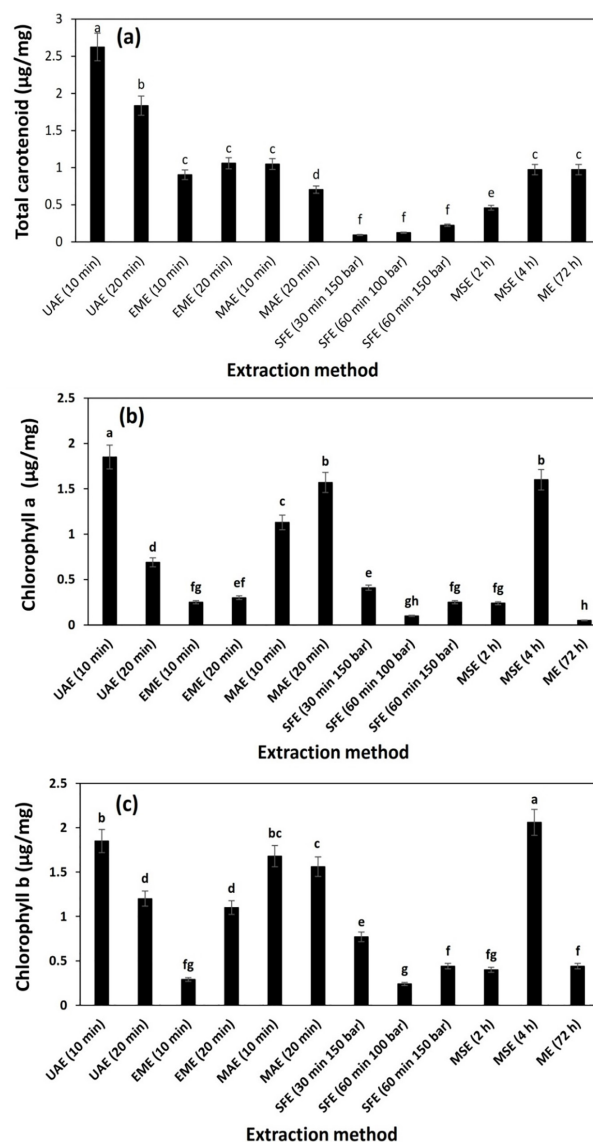 (a)
Total carotenoid (µg/mg)
3
2.5
2
1.5
1
0.5
0
a
b
c
c
c
d
f
f
f
e
c
c
UAE (10 min)
UAE (20 min)
EME (10 min)
EME (20 min)
MAE (10 min)
MAE (20 min)
SFE (30 min 150 bar)
SFE (60 min 100 bar)
SFE (60 min 150 bar)
MSE (2 h)
MSE (4 h)
ME (72 h)
Extraction method
(b)
Chlorophyll a (µg/mg)
2.5
2
1.5
1
0.5
0
a
d
fg
ef
c
b
e
gh
fg
fg
b
h
UAE (10 min)
UAE (20 min)
EME (10 min)
EME (20 min)
MAE (10 min)
MAE (20 min)
SFE (30 min 150 bar)
SFE (60 min 100 bar)
SFE (60 min 150 bar)
MSE (2 h)
MSE (4 h)
ME (72 h)
Extraction method
(c)
Chlorophyll b (µg/mg)
2.5
2
1.5
1
0.5
0
b
d
fg
d
bc
c
e
g
f
fg
a
f
UAE (10 min)
UAE (20 min)
EME (10 min)
EME (20 min)
MAE (10 min)
MAE (20 min)
SFE (30 min 150 bar)
SFE (60 min 100 bar)
SFE (60 min 150 bar)
MSE (2 h)
MSE (4 h)
ME (72 h)
Extraction method